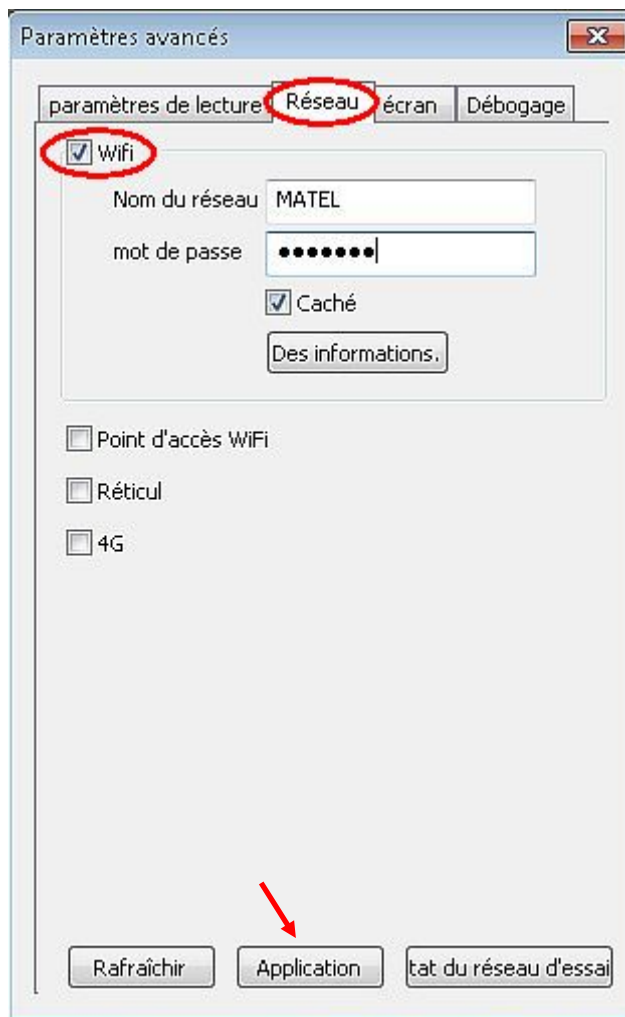 Paramètres avancés
paramètres de lecture Réseau écran Débogage
Wifi
Nom du réseau MATEL
mot de passe •••••••
Caché
Des informations.
Point d'accès WiFi
Réticul
4G
Rafraîchir Application tat du réseau d'essai